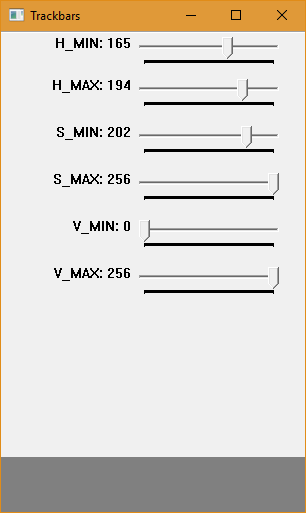 Trackbars
H_MIN: 165
H_MAX: 194
S_MIN: 202
S_MAX: 256
V_MIN: 0
V_MAX: 256